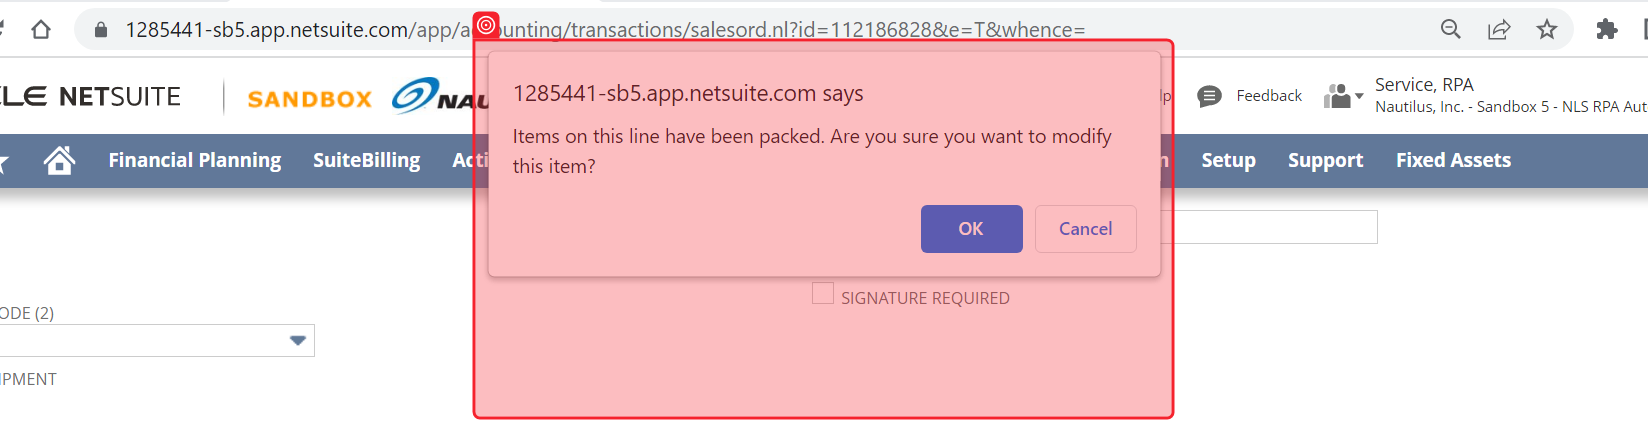 1285441-sb5.app.netsuite.com/app/accounting/transactions/salesord.nl?id=112186828&e=T&whence=
CLE NETSUITE
SANDBOX
NAU
Feedback
Service, RPA
Nautilus, Inc. - Sandbox 5 - NLS RPA Aut
Financial Planning
SuiteBilling
Acti
Setup
Support
Fixed Assets
1285441-sb5.app.netsuite.com says
Items on this line have been packed. Are you sure you want to modify
this item?
OK
Cancel
SIGNATURE REQUIRED
ODE (2)
IPMENT